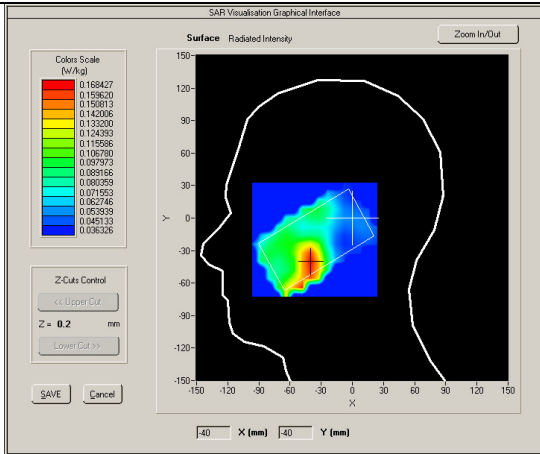 SAR Visualisation Graphical Interface
Surface Radiated Intensity
Zoom In/Out
Colors Scale
(W/kg)
0.168427
0.159620
0.150813
0.142006
0.133200
0.124393
0.115586
0.106780
0.097973
0.089166
0.080359
0.071553
0.062746
0.053939
0.045133
0.036326
Z-Cuts Control
<< Upper Cut
Z = 0.2 mm
Lower Cut >>
SAVE Cancel
150
120
90
60
30
0
-30
-60
-90
-120
-150
Y
-150 -120 -90 -60 -30 0 30 60 90 120 150
X
-40 X (mm) -40 Y (mm)